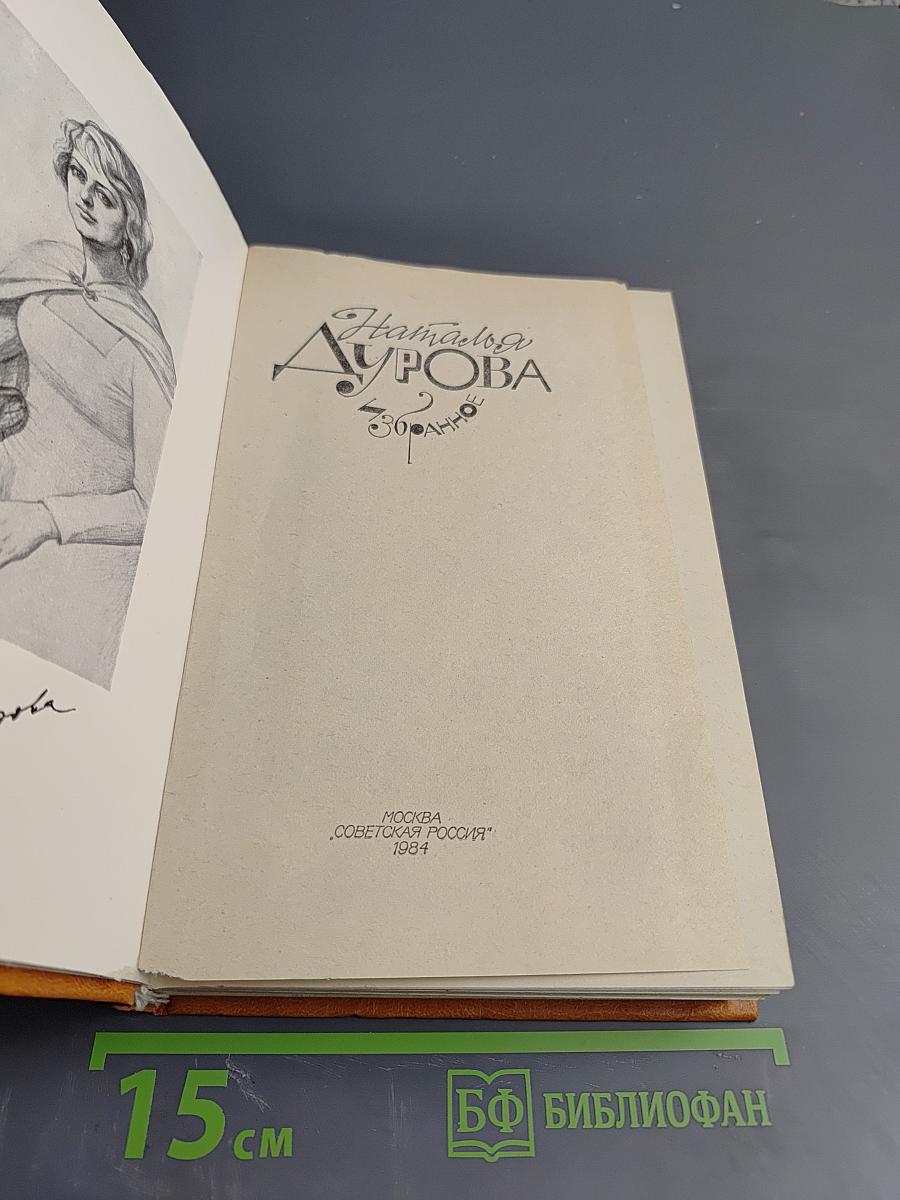 Наталья
ДУРОВА
избранное
МОСКВА
„СОВЕТСКАЯ РОССИЯ"
1984
15 см
БФ БИБЛИОФАН